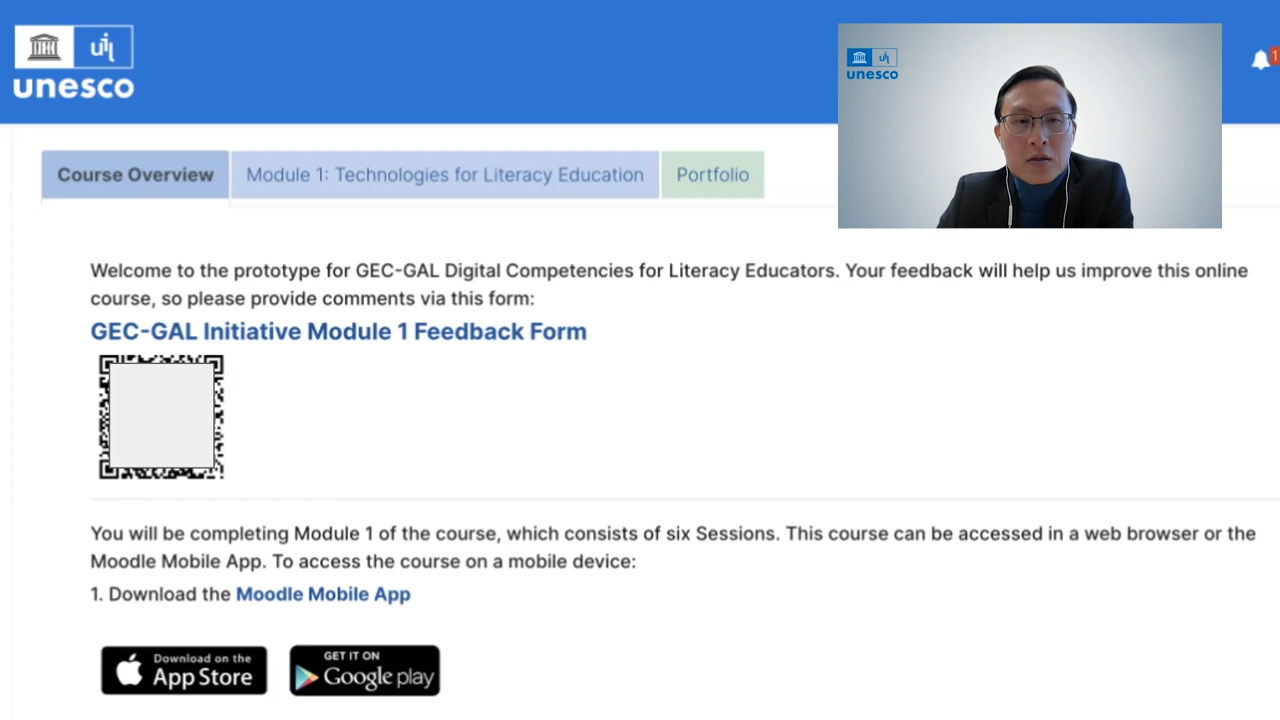 uil
unesco
uil
unesco
1
Course Overview
Module 1: Technologies for Literacy Education
Portfolio
Welcome to the prototype for GEC-GAL Digital Competencies for Literacy Educators. Your feedback will help us improve this online
course, so please provide comments via this form:
GEC-GAL Initiative Module 1 Feedback Form
You will be completing Module 1 of the course, which consists of six Sessions. This course can be accessed in a web browser or the
Moodle Mobile App. To access the course on a mobile device:
1. Download the Moodle Mobile App
Download on the
App Store
GET IT ON
Google play